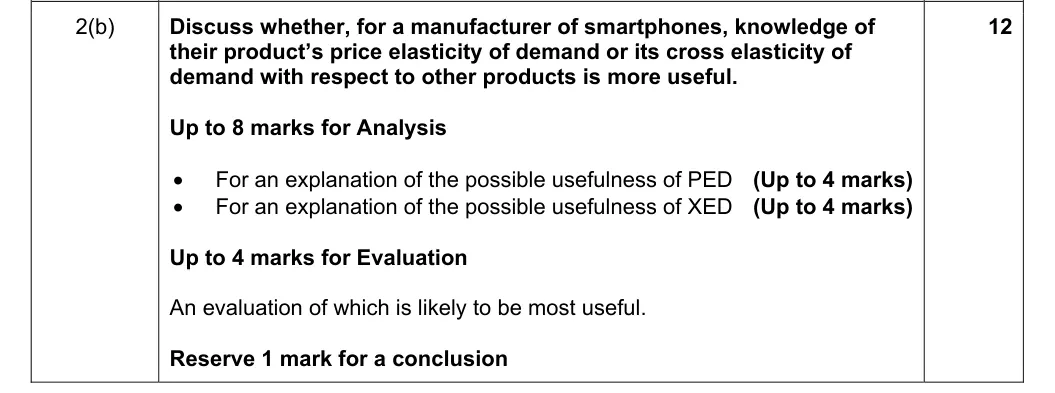 2(b)
Discuss whether, for a manufacturer of smartphones, knowledge of
their product's price elasticity of demand or its cross elasticity of
demand with respect to other products is more useful.
12
Up to 8 marks for Analysis
• For an explanation of the possible usefulness of PED (Up to 4 marks)
• For an explanation of the possible usefulness of XED (Up to 4 marks)
Up to 4 marks for Evaluation
An evaluation of which is likely to be most useful.
Reserve 1 mark for a conclusion